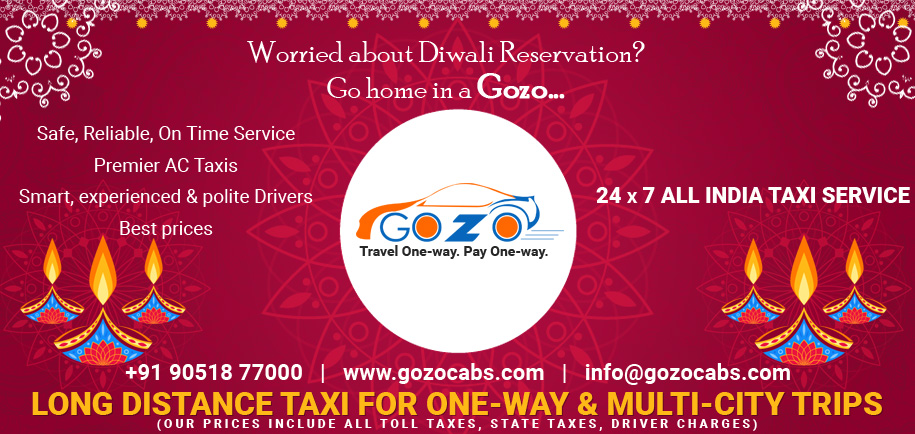 Worried about Diwali Reservation?
Go home in a Gozo...
Safe, Reliable, On Time Service
Premier AC Taxis
Smart, experienced & polite Drivers
Best prices
GOZO
Travel One-way. Pay One-way.
24 x 7 ALL INDIA TAXI SERVICE
+91 90518 77000 | www.gozocabs.com | info@gozocabs.com
LONG DISTANCE TAXI FOR ONE-WAY & MULTI-CITY TRIPS
(OUR PRICES INCLUDE ALL TOLL TAXES, STATE TAXES, DRIVER CHARGES)